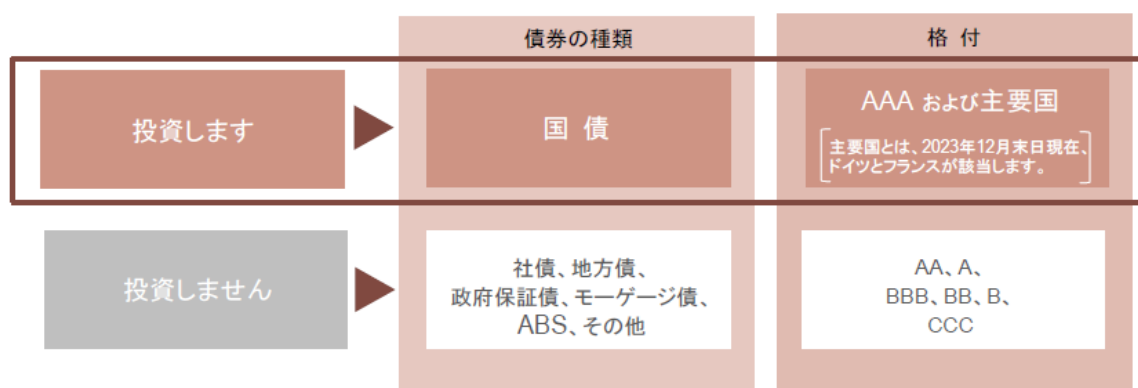 債券の種類
格 付
投資します
国 債
AAA および主要国
主要国とは、2023年12月末日現在、
ドイツとフランスが該当します。
投資しません
社債、地方債、
政府保証債、モーゲージ債、
ABS、その他
AA、A、
BBB、BB、B、
CCC